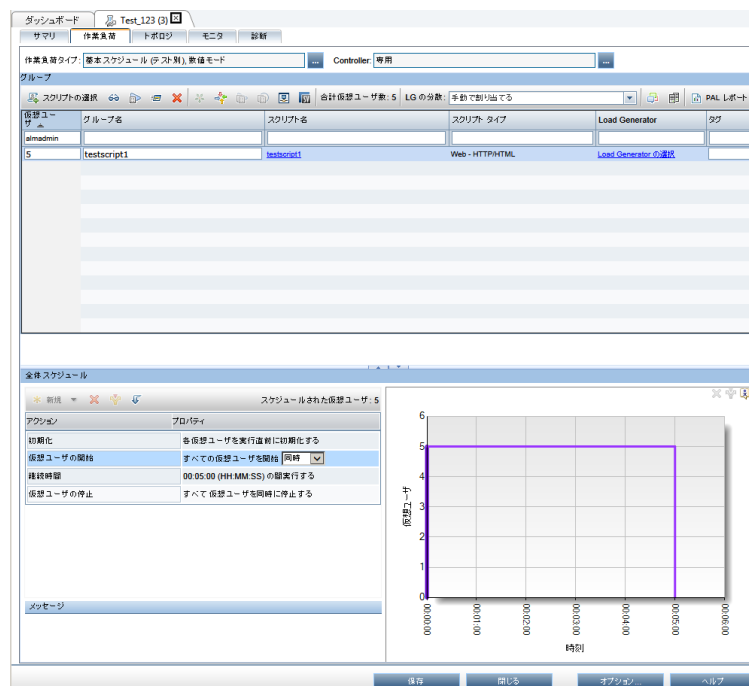 ダッシュボード Test_123 (3)
サマリ 作業負荷 トポロジ モニタ 診断
作業負荷タイプ: 基本スケジュール (テスト別), 数値モード ... Controller: 専用 ...
グループ
スクリプトの選択 合計仮想ユーザ数: 5 LG の分散: 手動で割り当てる PAL レポート
仮想ユーザ グループ名 スクリプト名 スクリプト タイプ Load Generator タグ
almadmin
5 testscript1 testscript1 Web - HTTP/HTML Load Generator の選択
全体スケジュール
新規 スケジュールされた仮想ユーザ: 5
アクション プロパティ
初期化 各仮想ユーザを実行直前に初期化する
仮想ユーザの開始 すべての仮想ユーザを開始 同時
継続時間 00:05:00 (HH:MM:SS) の間実行する
仮想ユーザの停止 すべて 仮想ユーザを同時に停止する
メッセージ
仮想ユーザ
6
5
4
3
2
1
0
00:00:00 00:01:00 00:02:00 00:03:00 00:04:00 00:05:00 00:06:00
時刻
保存 閉じる オプション... ヘルプ